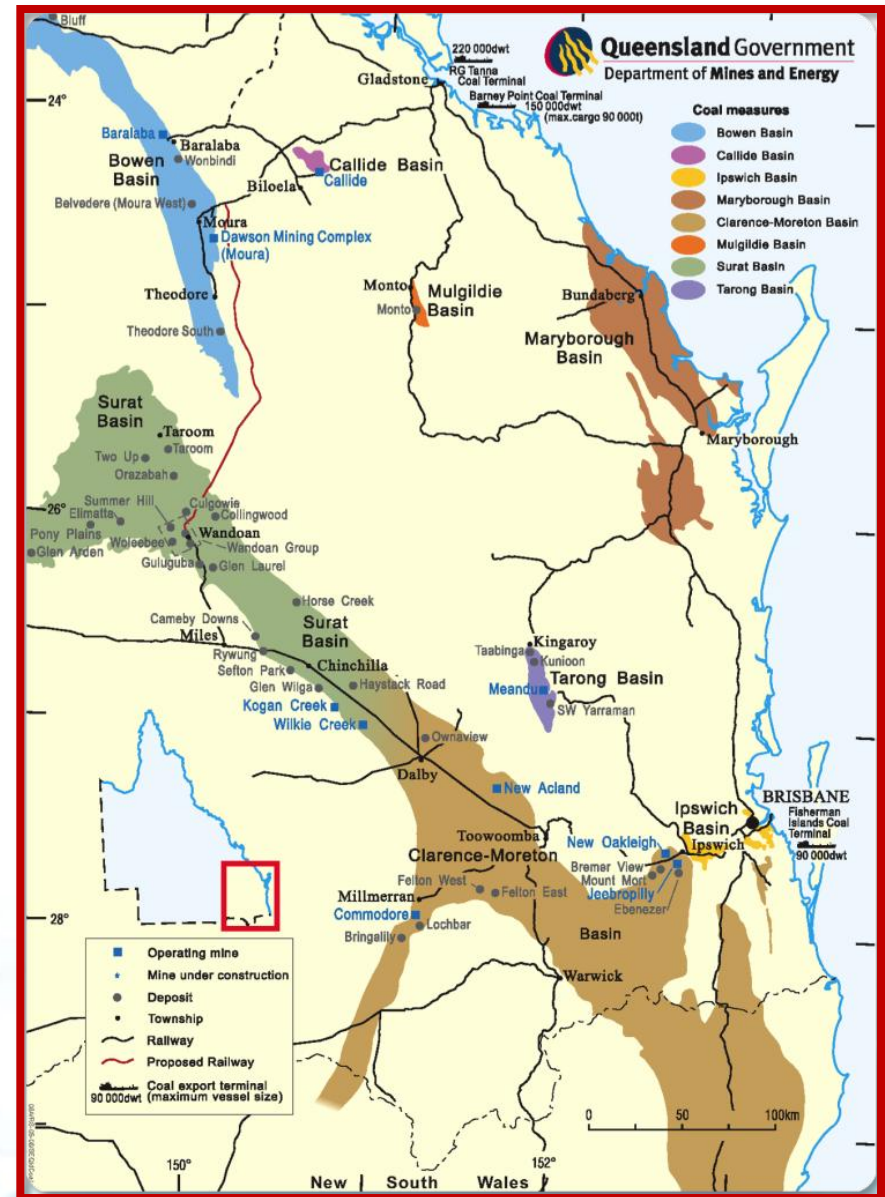 Bluff
220 000dwt
RG Tanna
Coal Terminal
Gladstone
Barney Point Coal Terminal
150 000dwt
(max.cargo 90 000t)
Queensland Government
Department of Mines and Energy
Coal measures
Bowen Basin
Callide Basin
Ipswich Basin
Maryborough Basin
Clarence-Moreton Basin
Mulgildie Basin
Surat Basin
Tarong Basin
24°
Baralaba
Baralaba
Wonbindi
Bowen
Basin
Callide Basin
Callide
Biloela
Belvedere (Moura West)
Moura
Dawson Mining Complex
(Moura)
Theodore
Theodore South
Monto
Monto
Mulgildie
Basin
Bundaberg
Maryborough
Basin
Maryborough
Surat
Basin
Taroom
Taroom
Two Up
Orazabah
26°
Summer Hill
Elimatta
Pony Plains
Glen Arden
Woleebee
Culgowie
Collingwood
Wandoan
Wandoan Group
Guluguba
Glen Laurel
Horse Creek
Surat
Basin
Cameby Downs
Miles
Rywung
Sefton Park
Chinchilla
Glen Wilga
Haystack Road
Kogan Creek
Wilkie Creek
Kingaroy
Taabinga
Kunioon
Tarong Basin
Meandu
SW Yarraman
Ownaview
Dalby
New Acland
Toowoomba
Clarence-Moreton
Basin
Ipswich
Basin
BRISBANE
Fisherman
Islands Coal
Terminal
90 000dwt
Ipswich
New Oakleigh
Bremer View
Mount Mort
Jeebropilly
Ebenezer
Felton West
Felton East
Millmerran
Commodore
Lochbar
Bringalily
28°
Warwick
Operating mine
Mine under construction
Deposit
Township
Railway
Proposed Railway
Coal export terminal
90 000dwt (maximum vessel size)
0 50 100km
150° 152°
New South Wales